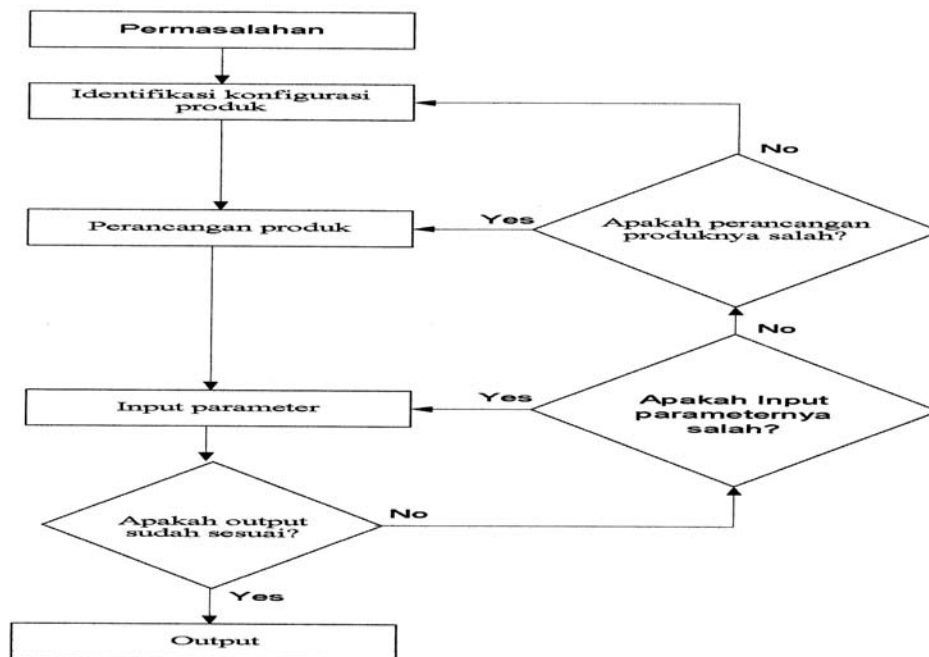 Permasalahan
Identifikasi konfigurasi
produk
No
Perancangan produk
Yes
Apakah perancangan
produknya salah?
No
Input parameter
Yes
Apakah Input
parameternya
salah?
Apakah output
sudah sesuai?
No
Yes
Output